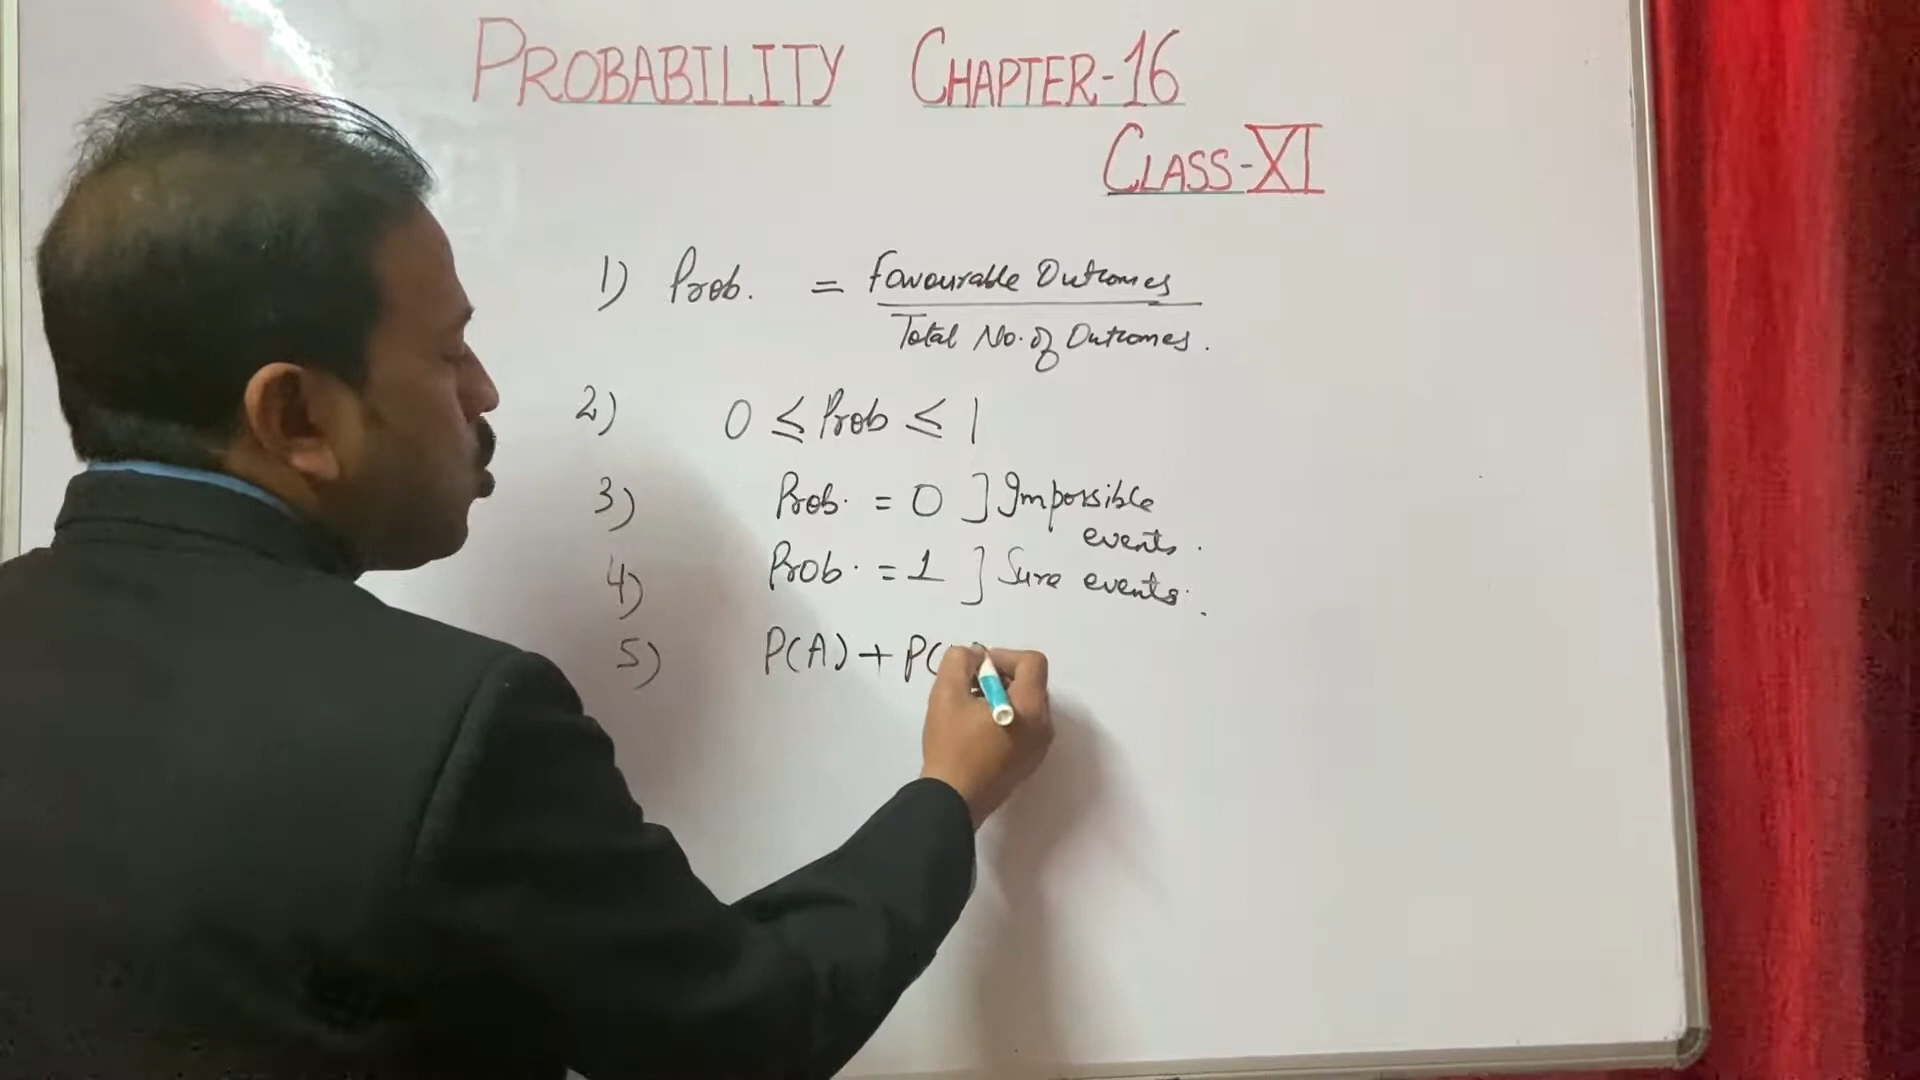 PROBABILITY CHAPTER-16
CLASS-XI
1) Prob. = Favourable Outcomes
Total No. of Outcomes.
2) 0 ≤ Prob ≤ 1
3) Prob. = 0 ] Impossible
events.
4) Prob. = 1 ] Sure events.
5) P(A) + P(